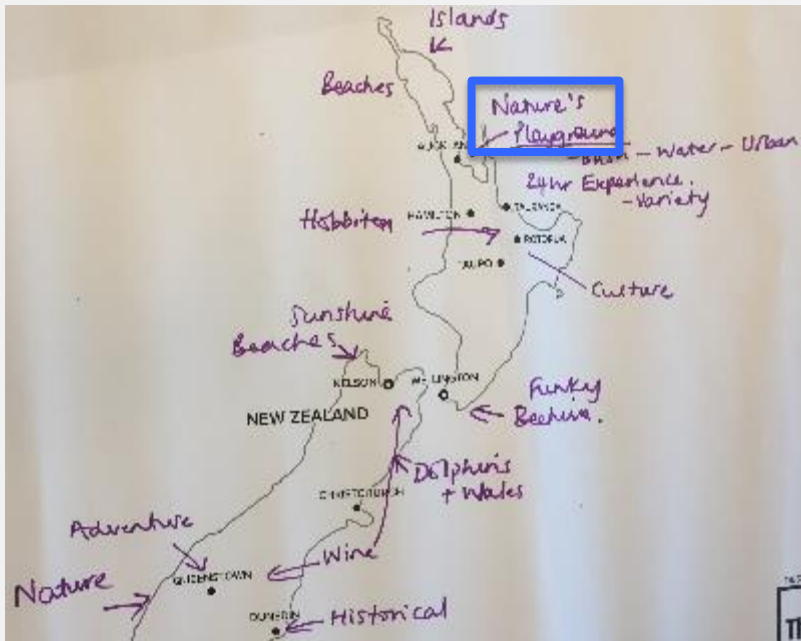 Islands
Beaches
Nature's
Playground
AUCKLAND
- Bush - Water - Urban
24hr Experience.
- Variety
HAMILTON
TAURANGA
Hobbiton
ROTORUA
TAUPO
Culture
Sunshine
Beaches
NELSON
WELLINGTON
NEW ZEALAND
Funky
Beehive.
Dolphins
+ Wales
CHRISTCHURCH
Adventure
Wine
Nature
QUEENSTOWN
DUNEDIN
Historical